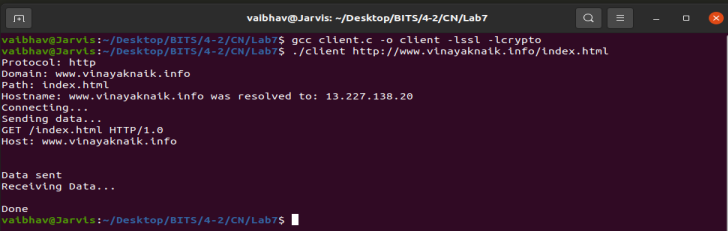 vaibhav@Jarvis: ~/Desktop/BITS/4-2/CN/Lab7
vaibhav@Jarvis:~/Desktop/BITS/4-2/CN/Lab7$ gcc client.c -o client -lssl -lcrypto
vaibhav@Jarvis:~/Desktop/BITS/4-2/CN/Lab7$ ./client http://www.vinayaknaik.info/index.html
Protocol: http
Domain: www.vinayaknaik.info
Path: index.html
Hostname: www.vinayaknaik.info was resolved to: 13.227.138.20
Connecting...
Sending data...
GET /index.html HTTP/1.0
Host: www.vinayaknaik.info
Data sent
Receiving Data...
Done
vaibhav@Jarvis:~/Desktop/BITS/4-2/CN/Lab7$